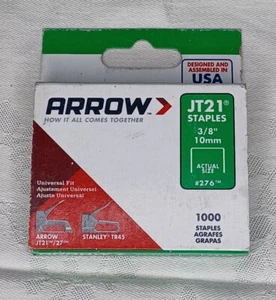 DESIGNED AND
ASSEMBLED IN
USA
ARROW
HOW IT ALL COMES TOGETHER
JT21®
STAPLES
3/8"
10mm
ACTUAL
SIZE
#276™
Universal Fit
Ajustement Universel
Ajuste Universal
ARROW
JT21™/27™
STANLEY® TR45
1000
STAPLES
AGRAFES
GRAPAS